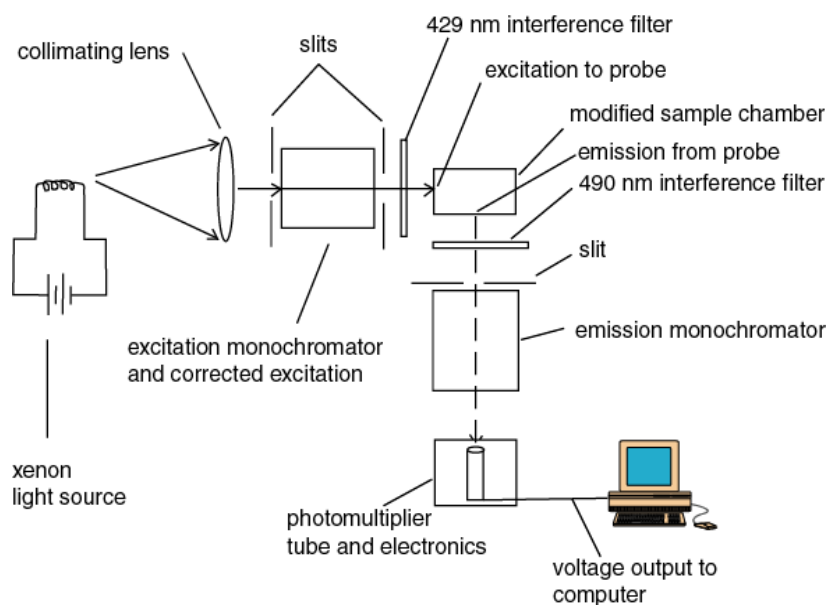 429 nm interference filter
slits
collimating lens
excitation to probe
modified sample chamber
emission from probe
490 nm interference filter
slit
emission monochromator
excitation monochromator
and corrected excitation
xenon
light source
photomultiplier
tube and electronics
voltage output to
computer